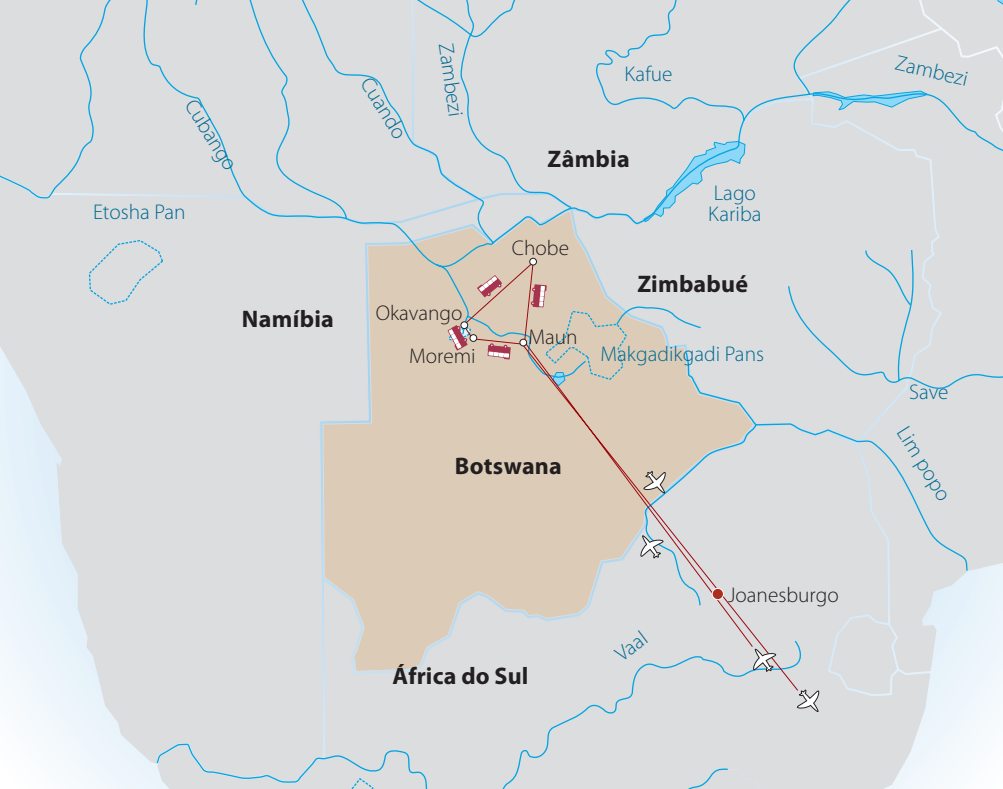 Zambezi
Kafue
Zambezi
Cuando
Cubango
Zâmbia
Lago
Kariba
Etosha Pan
Chobe
Zimbabué
Okavango
Namíbia
Maun
Moremi
Makgadikgadi Pans
Save
Lim popo
Botswana
Joanesburgo
Vaal
África do Sul